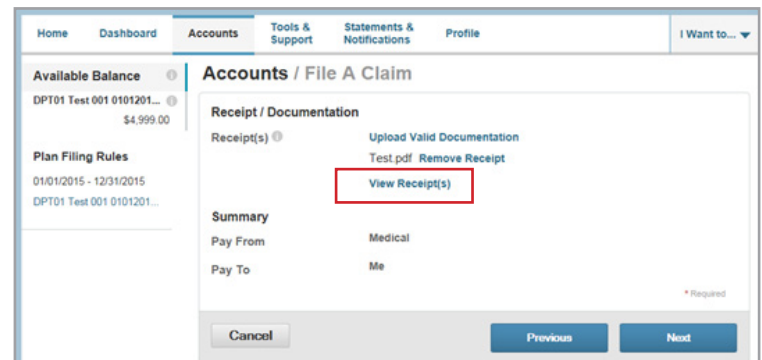 Home Dashboard Accounts Tools & Support Statements & Notifications Profile I Want to...
Available Balance
DPT01 Test 001 0101201...
$4,999.00
Plan Filing Rules
01/01/2015 - 12/31/2015
DPT01 Test 001 0101201...
Accounts / File A Claim
Receipt / Documentation
Receipt(s) Upload Valid Documentation
Test.pdf Remove Receipt
View Receipt(s)
Summary
Pay From Medical
Pay To Me
* Required
Cancel Previous Next